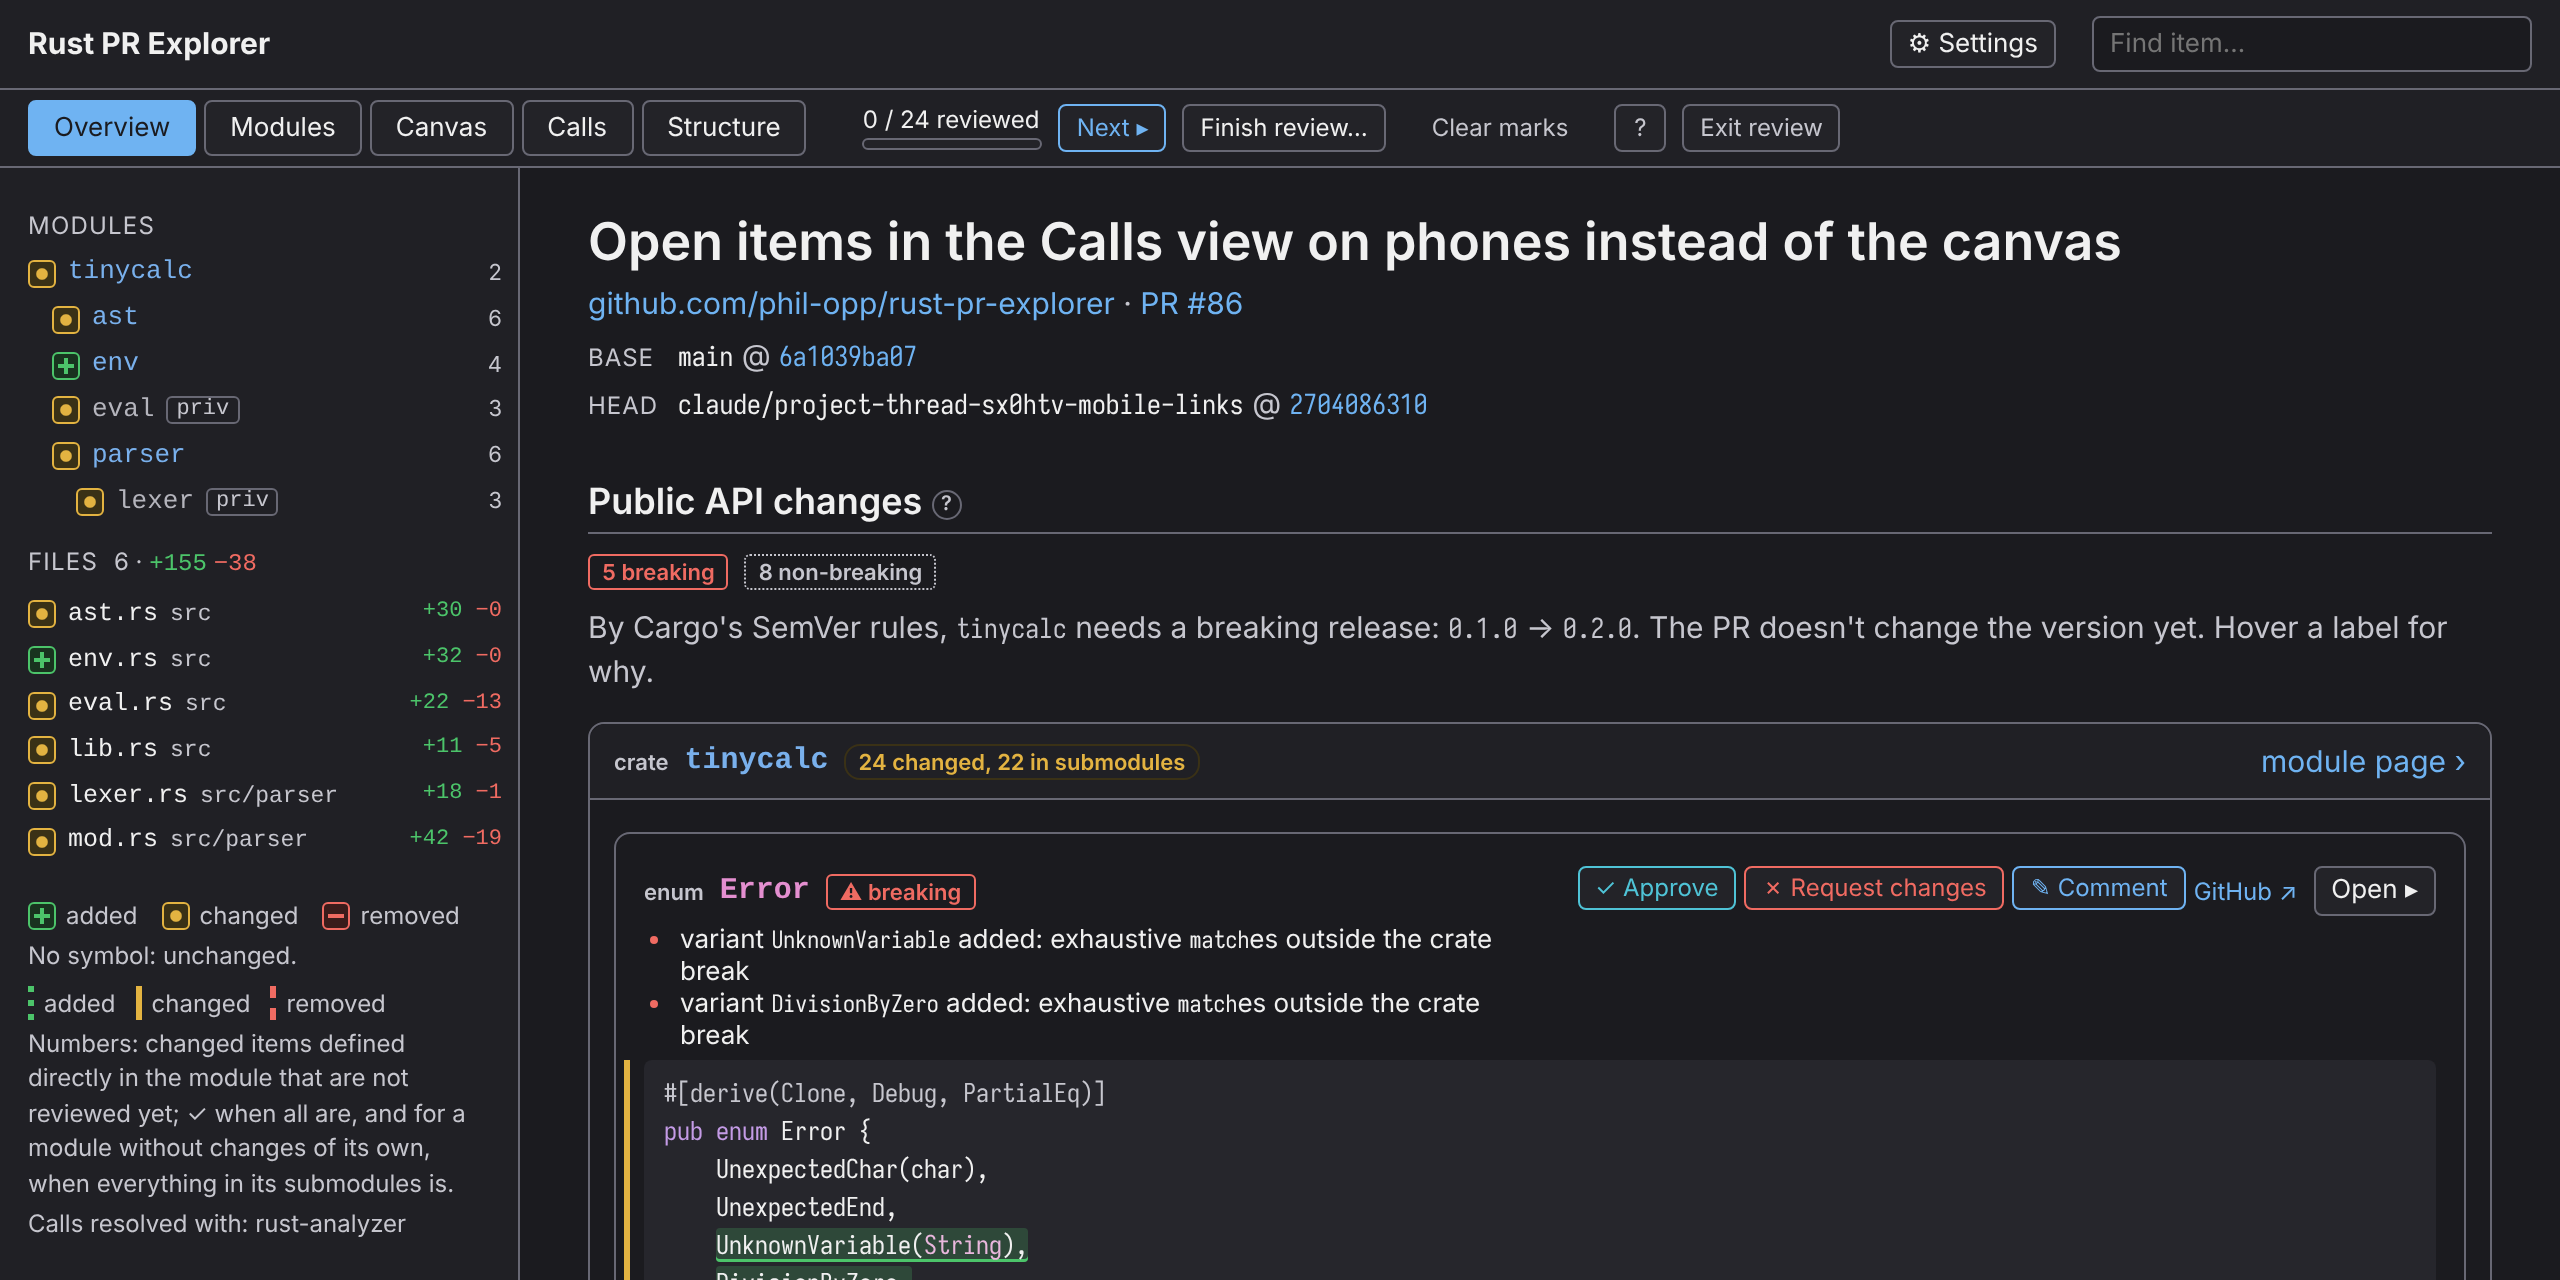 Rust PR Explorer
⚙ Settings
Find item...
Overview Modules Canvas Calls Structure
0 / 24 reviewed
Next ▸
Finish review...
Clear marks
?
Exit review
MODULES
tinycalc 2
ast 6
env 4
eval priv 3
parser 6
lexer priv 3
FILES 6 · +155 −38
ast.rs src +30 −0
env.rs src +32 −0
eval.rs src +22 −13
lib.rs src +11 −5
lexer.rs src/parser +18 −1
mod.rs src/parser +42 −19
added changed removed
No symbol: unchanged.
added changed removed
Numbers: changed items defined
directly in the module that are not
reviewed yet; ✓ when all are, and for a
module without changes of its own,
when everything in its submodules is.
Calls resolved with: rust-analyzer
Open items in the Calls view on phones instead of the canvas
github.com/phil-opp/rust-pr-explorer · PR #86
BASE main @ 6a1039ba07
HEAD claude/project-thread-sx0htv-mobile-links @ 2704086310
Public API changes ?
5 breaking 8 non-breaking
By Cargo's SemVer rules, tinycalc needs a breaking release: 0.1.0 → 0.2.0. The PR doesn't change the version yet. Hover a label for
why.
crate tinycalc 24 changed, 22 in submodules module page ›
enum Error ⚠ breaking ✓ Approve × Request changes ✎ Comment GitHub ↗ Open ▸
• variant UnknownVariable added: exhaustive matches outside the crate
break
• variant DivisionByZero added: exhaustive matches outside the crate
break
#[derive(Clone, Debug, PartialEq)]
pub enum Error {
UnexpectedChar(char),
UnexpectedEnd,
UnknownVariable(String),
DivisionByZero,